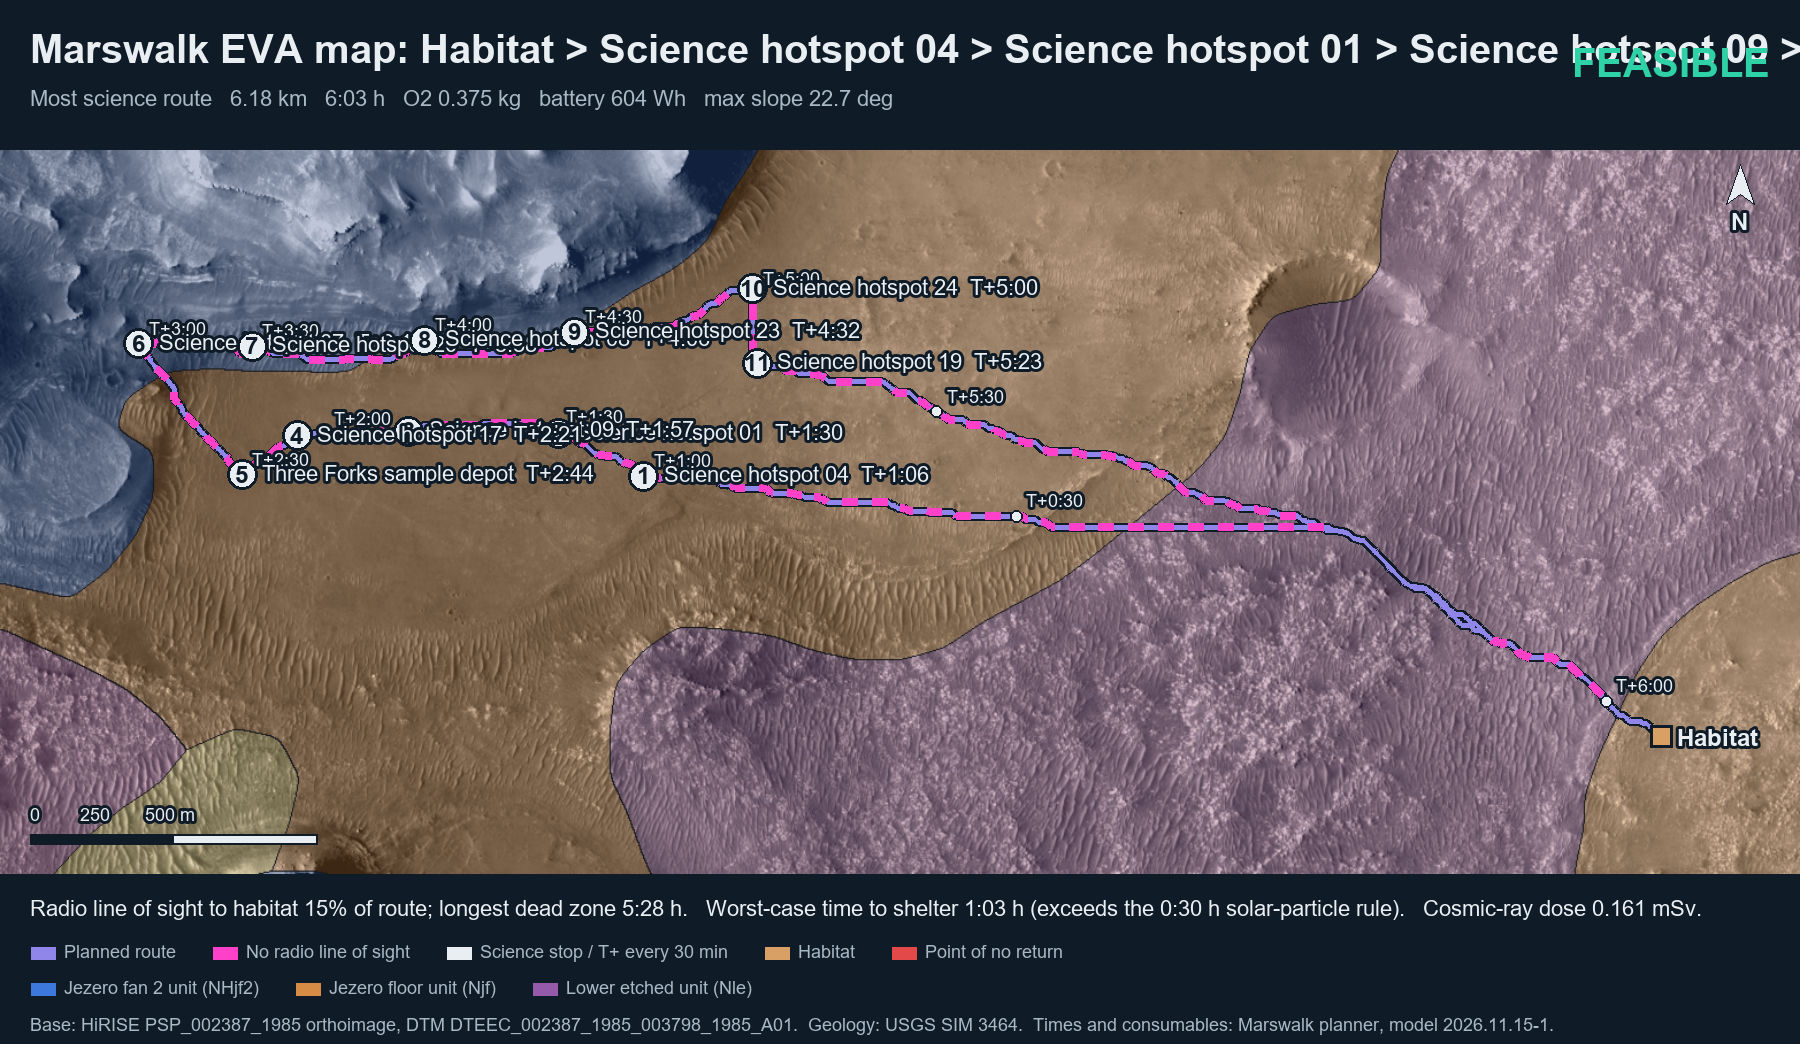 Marswalk EVA map: Habitat > Science hotspot 04 > Science hotspot 01 > Science hotspot 09 >
FEASIBLE
Most science route 6.18 km 6:03 h O2 0.375 kg battery 604 Wh max slope 22.7 deg
N
T+5:00
10 Science hotspot 24 T+5:00
T+4:30
9 Science hotspot 23 T+4:32
T+4:00
8 Science
T+3:30
7 Science
T+3:00
6 Science
11 Science hotspot 19 T+5:23
T+5:30
T+2:00
T+1:30
spot 01 T+1:30
09 T+1:57
4 Science hotspot 17 T+2:21
T+2:30
5 Three Forks sample depot T+2:44
T+1:00
1 Science hotspot 04 T+1:06
T+0:30
T+6:00
Habitat
0 250 500 m
Radio line of sight to habitat 15% of route; longest dead zone 5:28 h. Worst-case time to shelter 1:03 h (exceeds the 0:30 h solar-particle rule). Cosmic-ray dose 0.161 mSv.
Planned route No radio line of sight Science stop / T+ every 30 min Habitat Point of no return
Jezero fan 2 unit (NHjf2) Jezero floor unit (Njf) Lower etched unit (Nle)
Base: HiRISE PSP_002387_1985 orthoimage, DTM DTEEC_002387_1985_003798_1985_A01. Geology: USGS SIM 3464. Times and consumables: Marswalk planner, model 2026.11.15-1.